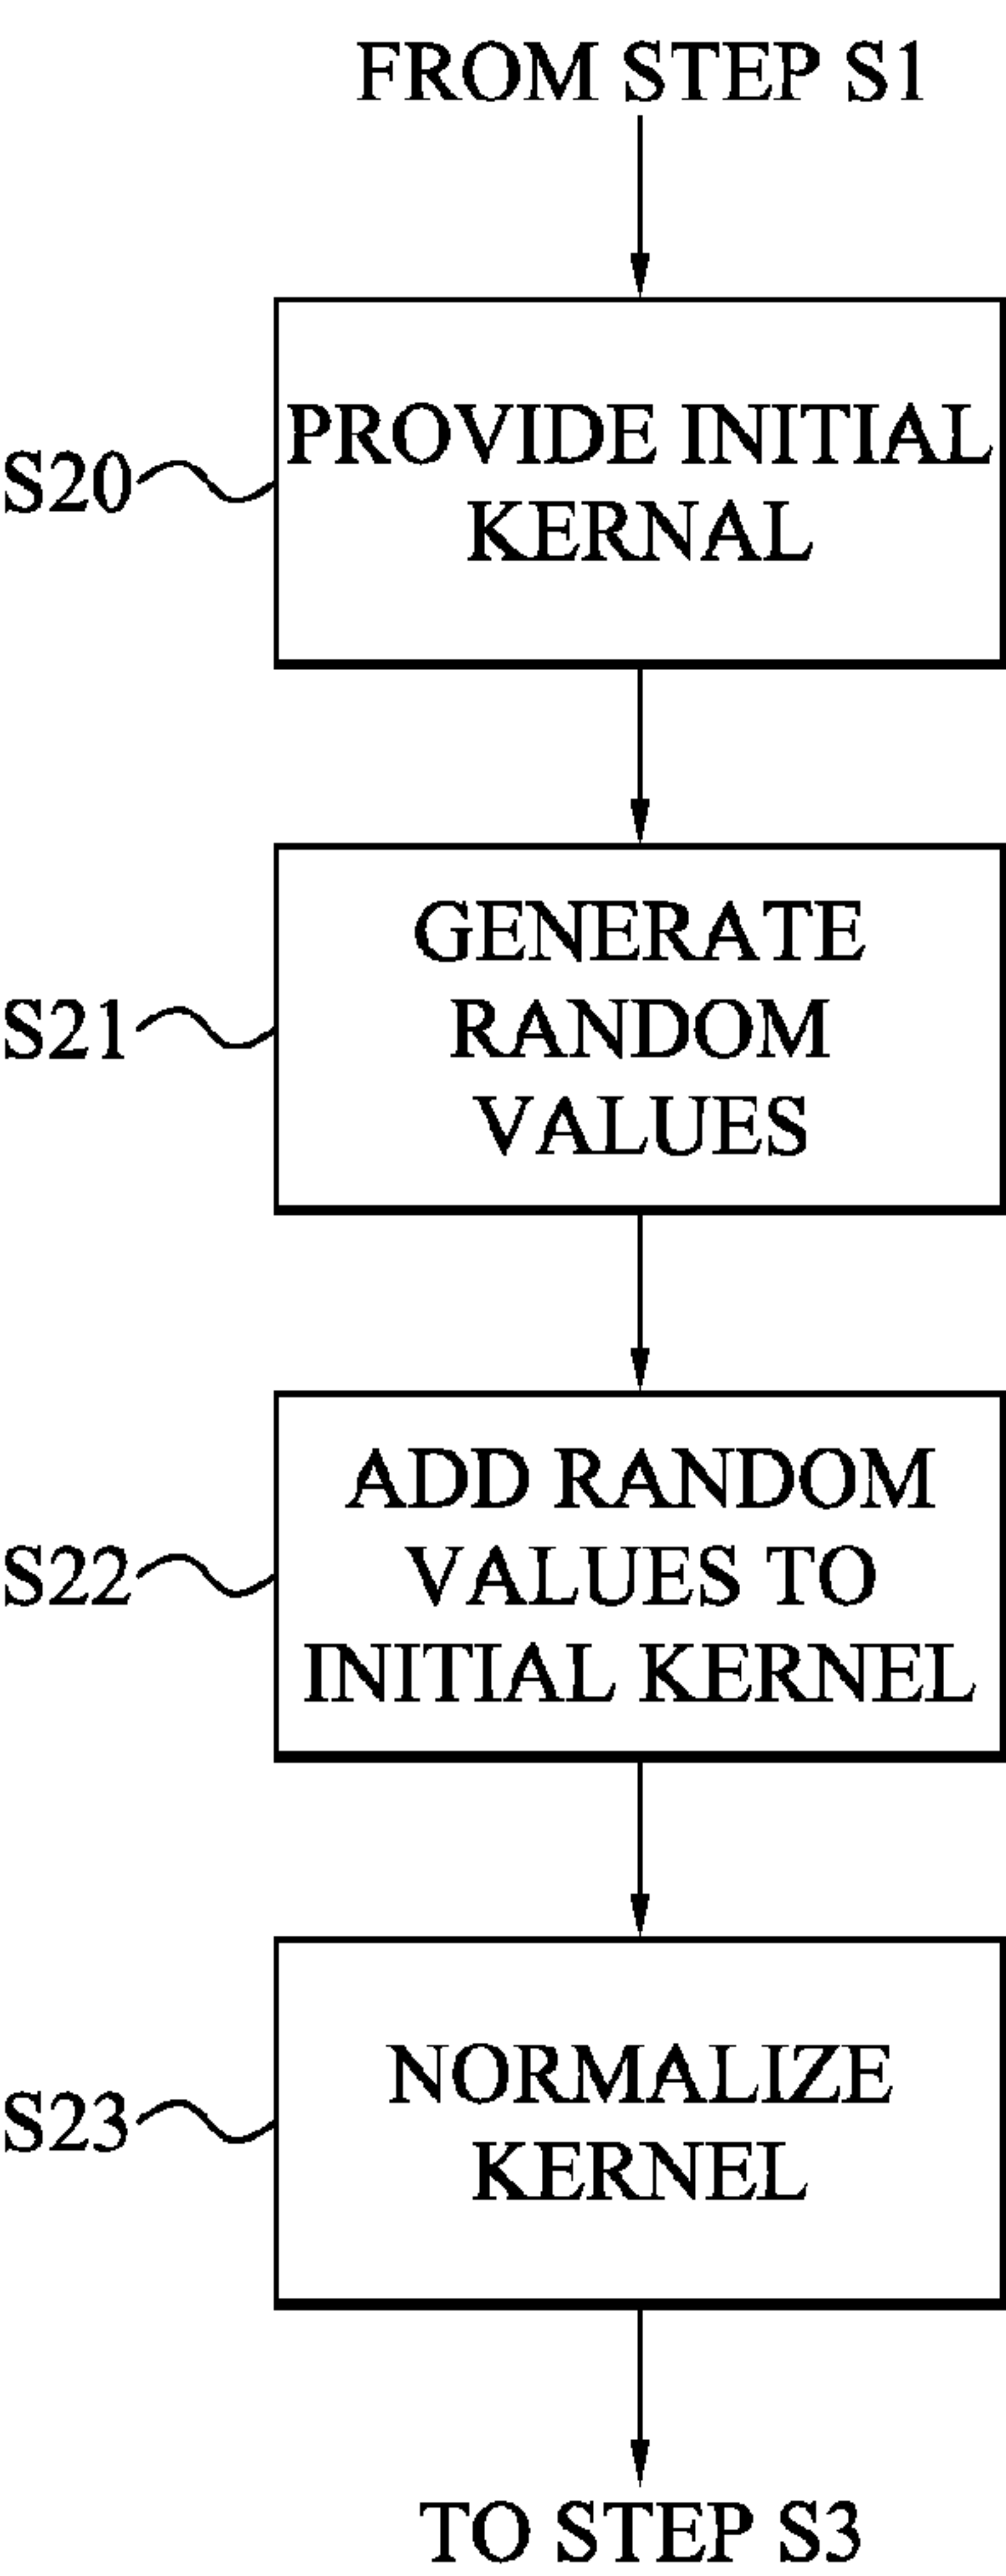 FROM STEP S1
PROVIDE INITIAL
S20
KERNAL
GENERATE
S21
RANDOM
VALUES
ADD RANDOM
S22
VALUES TO
INITIAL KERNEL
NORMALIZE
S23
KERNEL
TO STEP S3